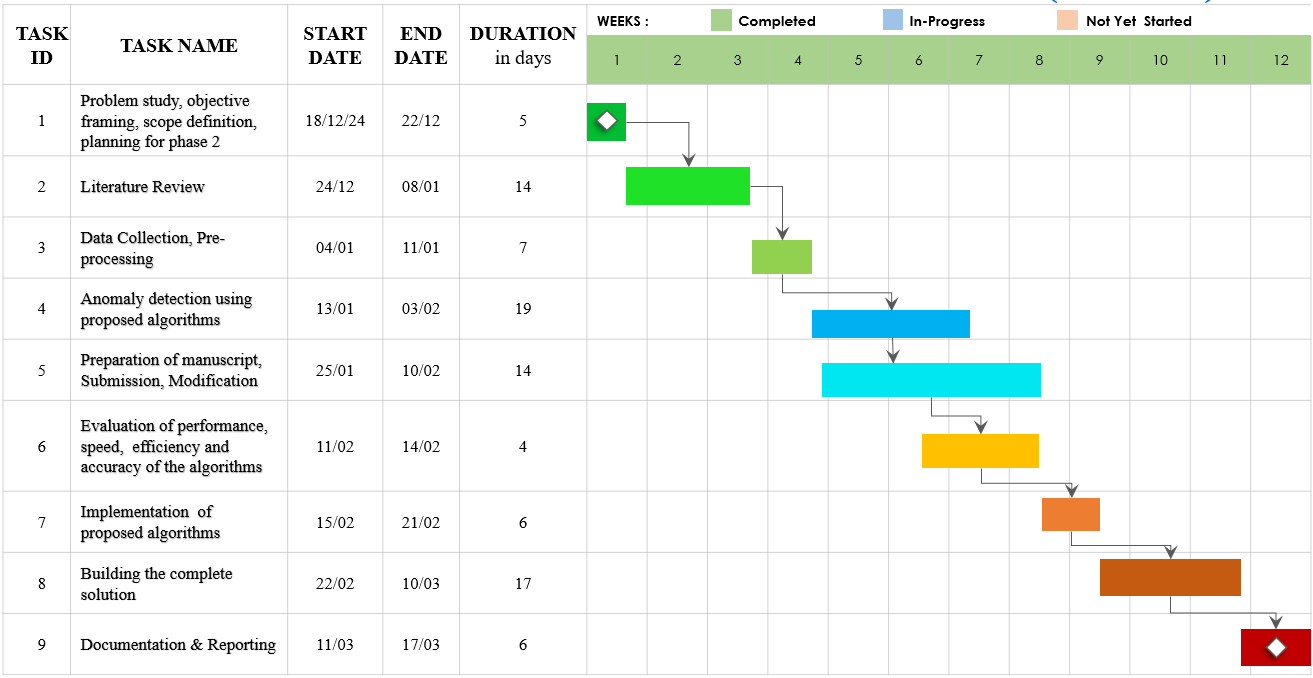 WEEKS : Completed In-Progress Not Yet Started
TASK ID TASK NAME START DATE END DATE DURATION in days
1 2 3 4 5 6 7 8 9 10 11 12
1 Problem study, objective framing, scope definition, planning for phase 2 18/12/24 22/12 5
2 Literature Review 24/12 08/01 14
3 Data Collection, Pre-processing 04/01 11/01 7
4 Anomaly detection using proposed algorithms 13/01 03/02 19
5 Preparation of manuscript, Submission, Modification 25/01 10/02 14
6 Evaluation of performance, speed, efficiency and accuracy of the algorithms 11/02 14/02 4
7 Implementation of proposed algorithms 15/02 21/02 6
8 Building the complete solution 22/02 10/03 17
9 Documentation & Reporting 11/03 17/03 6